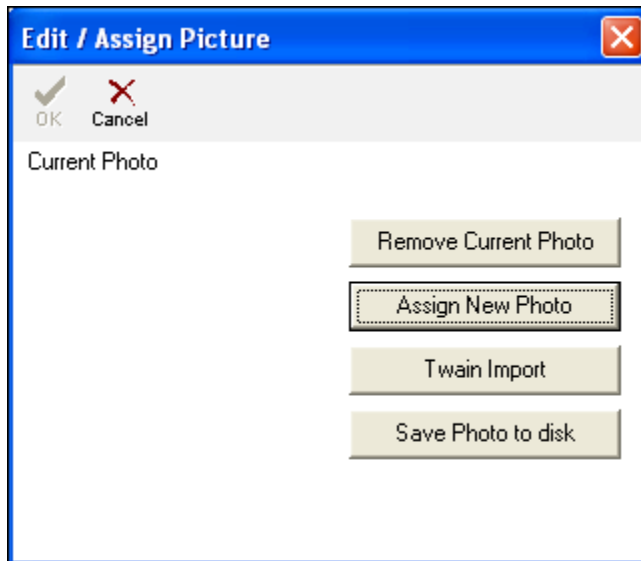 Edit / Assign Picture
OK
Cancel
Current Photo
Remove Current Photo
Assign New Photo
Twain Import
Save Photo to disk